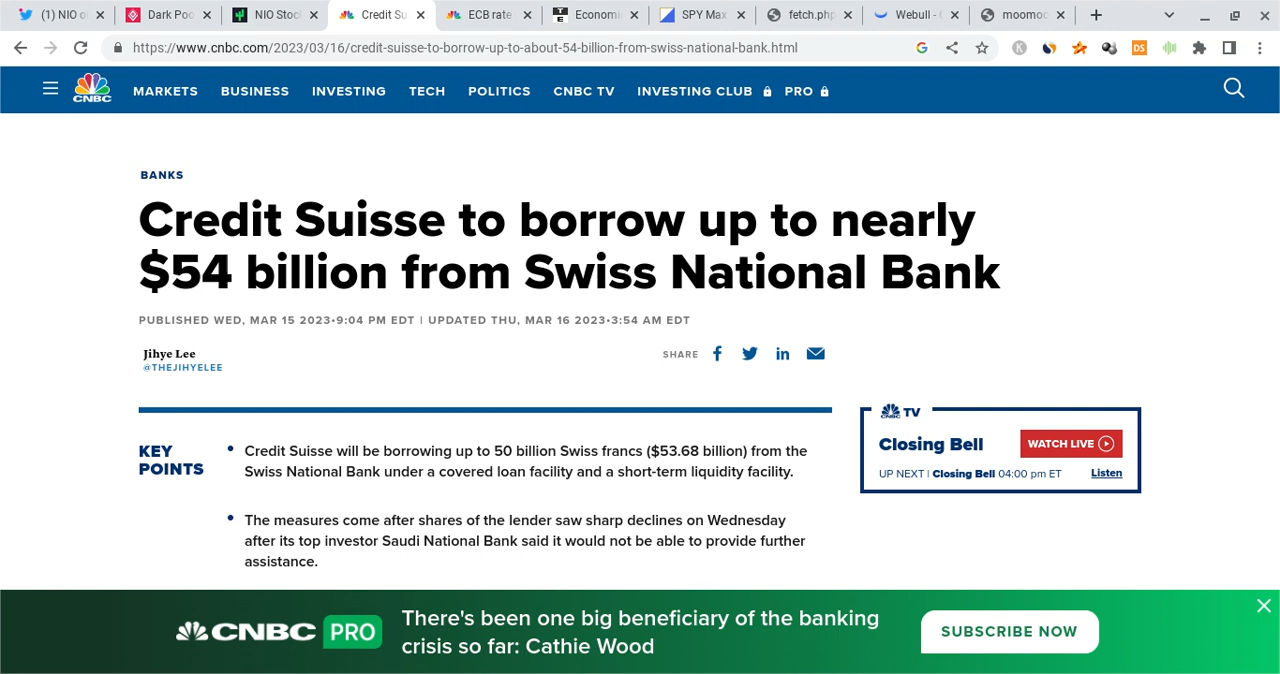 (1) NIO o
Dark Poo
NIO Stoc
Credit Su
ECB rate
Economi
SPY Max
fetch.php
Webull -
moomoo
https://www.cnbc.com/2023/03/16/credit-suisse-to-borrow-up-to-about-54-billion-from-swiss-national-bank.html
CNBC MARKETS BUSINESS INVESTING TECH POLITICS CNBC TV INVESTING CLUB PRO
BANKS
Credit Suisse to borrow up to nearly
$54 billion from Swiss National Bank
PUBLISHED WED, MAR 15 2023•9:04 PM EDT | UPDATED THU, MAR 16 2023•3:54 AM EDT
Jihye Lee
@THEJIHYELEE
SHARE
KEY
POINTS
• Credit Suisse will be borrowing up to 50 billion Swiss francs ($53.68 billion) from the
Swiss National Bank under a covered loan facility and a short-term liquidity facility.
• The measures come after shares of the lender saw sharp declines on Wednesday
after its top investor Saudi National Bank said it would not be able to provide further
assistance.
CNBC TV
Closing Bell
WATCH LIVE
UP NEXT | Closing Bell 04:00 pm ET
Listen
CNBC PRO
There's been one big beneficiary of the banking
crisis so far: Cathie Wood
SUBSCRIBE NOW